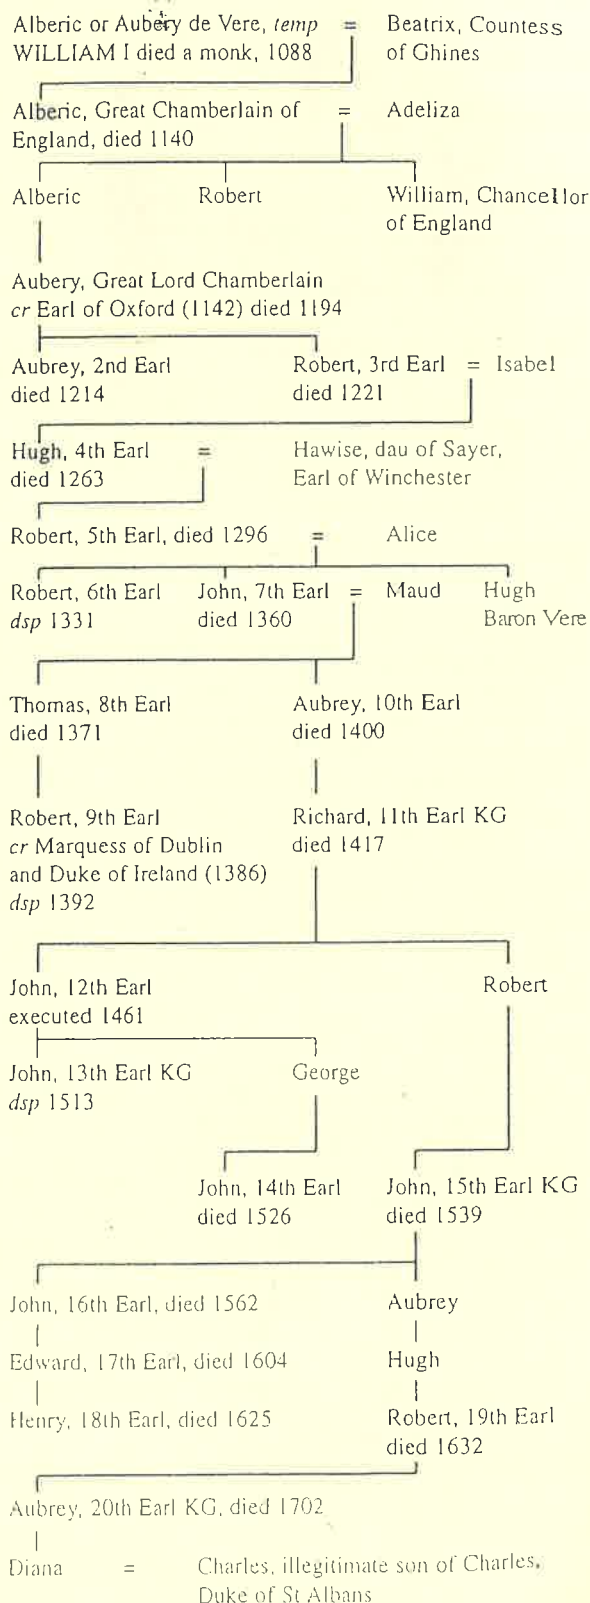 Alberic or Aubery de Vere, temp = Beatrix, Countess
WILLIAM I died a monk, 1088 of Ghines
Alberic, Great Chamberlain of = Adeliza
England, died 1140
Alberic Robert William, Chancellor
of England
Aubery, Great Lord Chamberlain
cr Earl of Oxford (1142) died 1194
Aubrey, 2nd Earl Robert, 3rd Earl = Isabel
died 1214 died 1221
Hugh, 4th Earl = Hawise, dau of Sayer,
died 1263 Earl of Winchester
Robert, 5th Earl, died 1296 = Alice
Robert, 6th Earl John, 7th Earl = Maud Hugh
dsp 1331 died 1360 Baron Vere
Thomas, 8th Earl Aubrey, 10th Earl
died 1371 died 1400
Robert, 9th Earl Richard, 11th Earl KG
cr Marquess of Dublin died 1417
and Duke of Ireland (1386)
dsp 1392
John, 12th Earl Robert
executed 1461
John, 13th Earl KG George
dsp 1513
John, 14th Earl John, 15th Earl KG
died 1526 died 1539
John, 16th Earl, died 1562 Aubrey
Edward, 17th Earl, died 1604 Hugh
Henry, 18th Earl, died 1625 Robert, 19th Earl
died 1632
Aubrey, 20th Earl KG, died 1702
Diana = Charles, illegitimate son of Charles,
Duke of St Albans